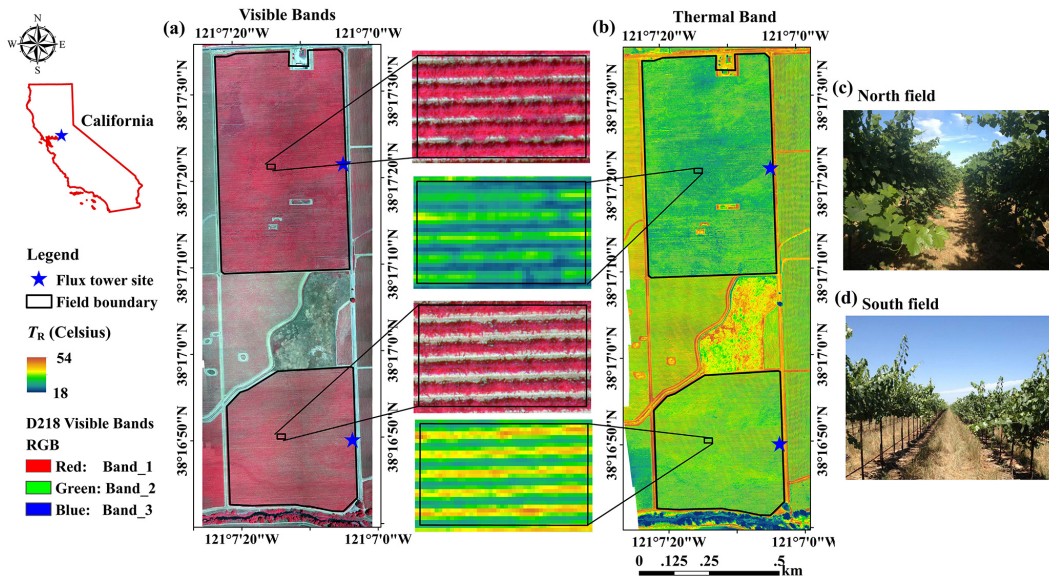 N
W
E
S
California
Legend
Flux tower site
Field boundary
T_R (Celsius)
54
18
D218 Visible Bands
RGB
Red: Band_1
Green: Band_2
Blue: Band_3
(a)
Visible Bands
121°7'20"W
121°7'0"W
38°17'30"N
38°17'20"N
38°17'10"N
38°17'0"N
38°16'50"N
121°7'20"W
121°7'0"W
(b)
Thermal Band
121°7'20"W
121°7'0"W
38°17'30"N
38°17'20"N
38°17'10"N
38°17'0"N
38°16'50"N
38°17'30"N
38°17'20"N
38°17'10"N
38°17'0"N
38°16'50"N
121°7'20"W
121°7'0"W
0 .125 .25 .5
km
(c)
North field
(d)
South field